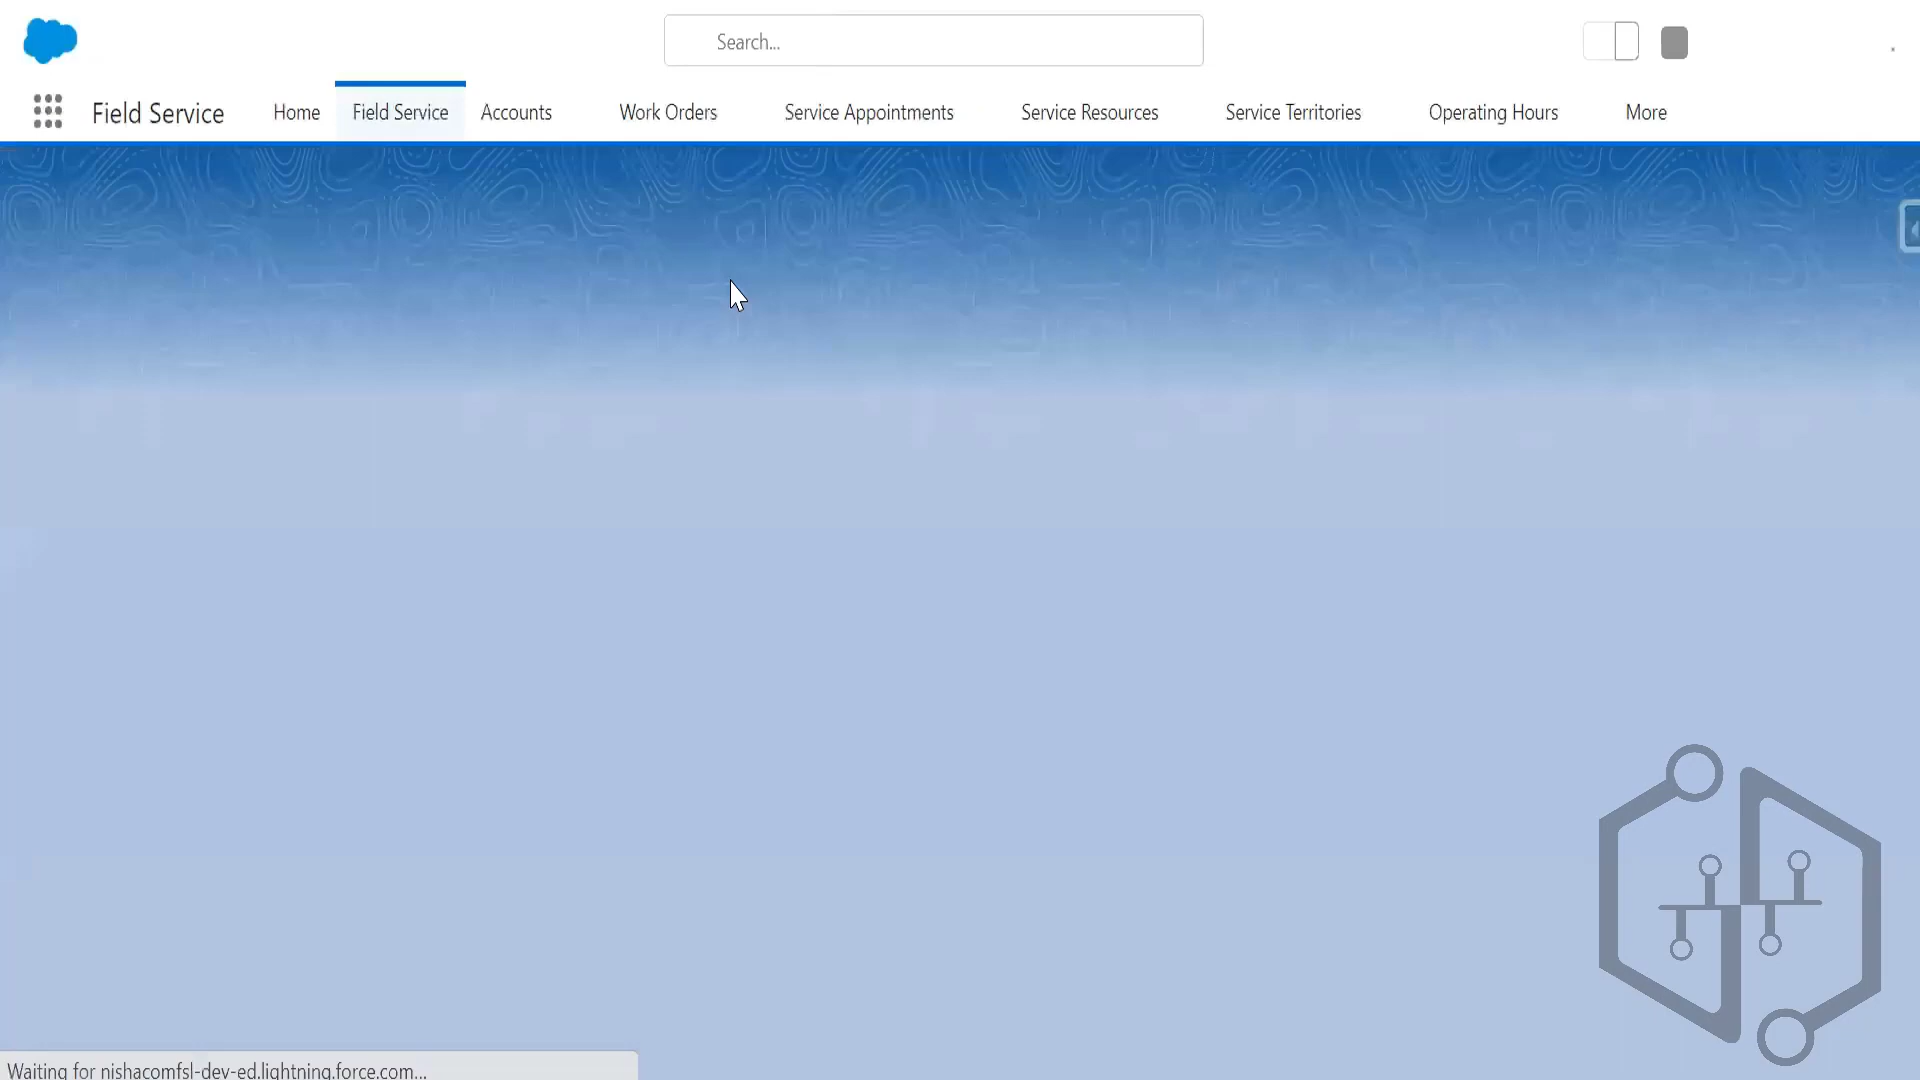 Search...
Field Service
Home
Field Service
Accounts
Work Orders
Service Appointments
Service Resources
Service Territories
Operating Hours
More
Waiting for nishacomfsl-dev-ed.lightning.force.com...